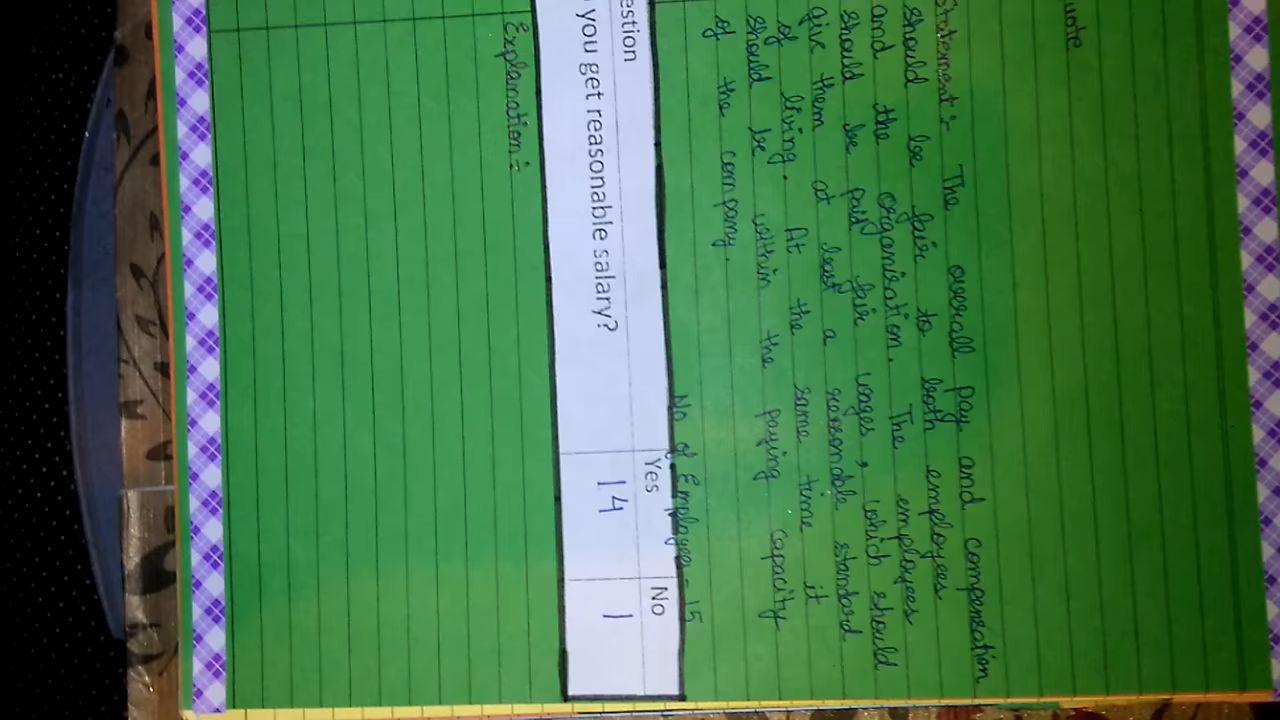 Statement :- The overall pay and compensation
should be fair to both employees
and the organisation. The employees
should be paid fair wages, which should
give them at least a reasonable standard
of living. At the same time it
should be within the paying capacity
of the company.
No of Employees - 15
estion Yes No
you get reasonable salary? 14 1
Explanation :-